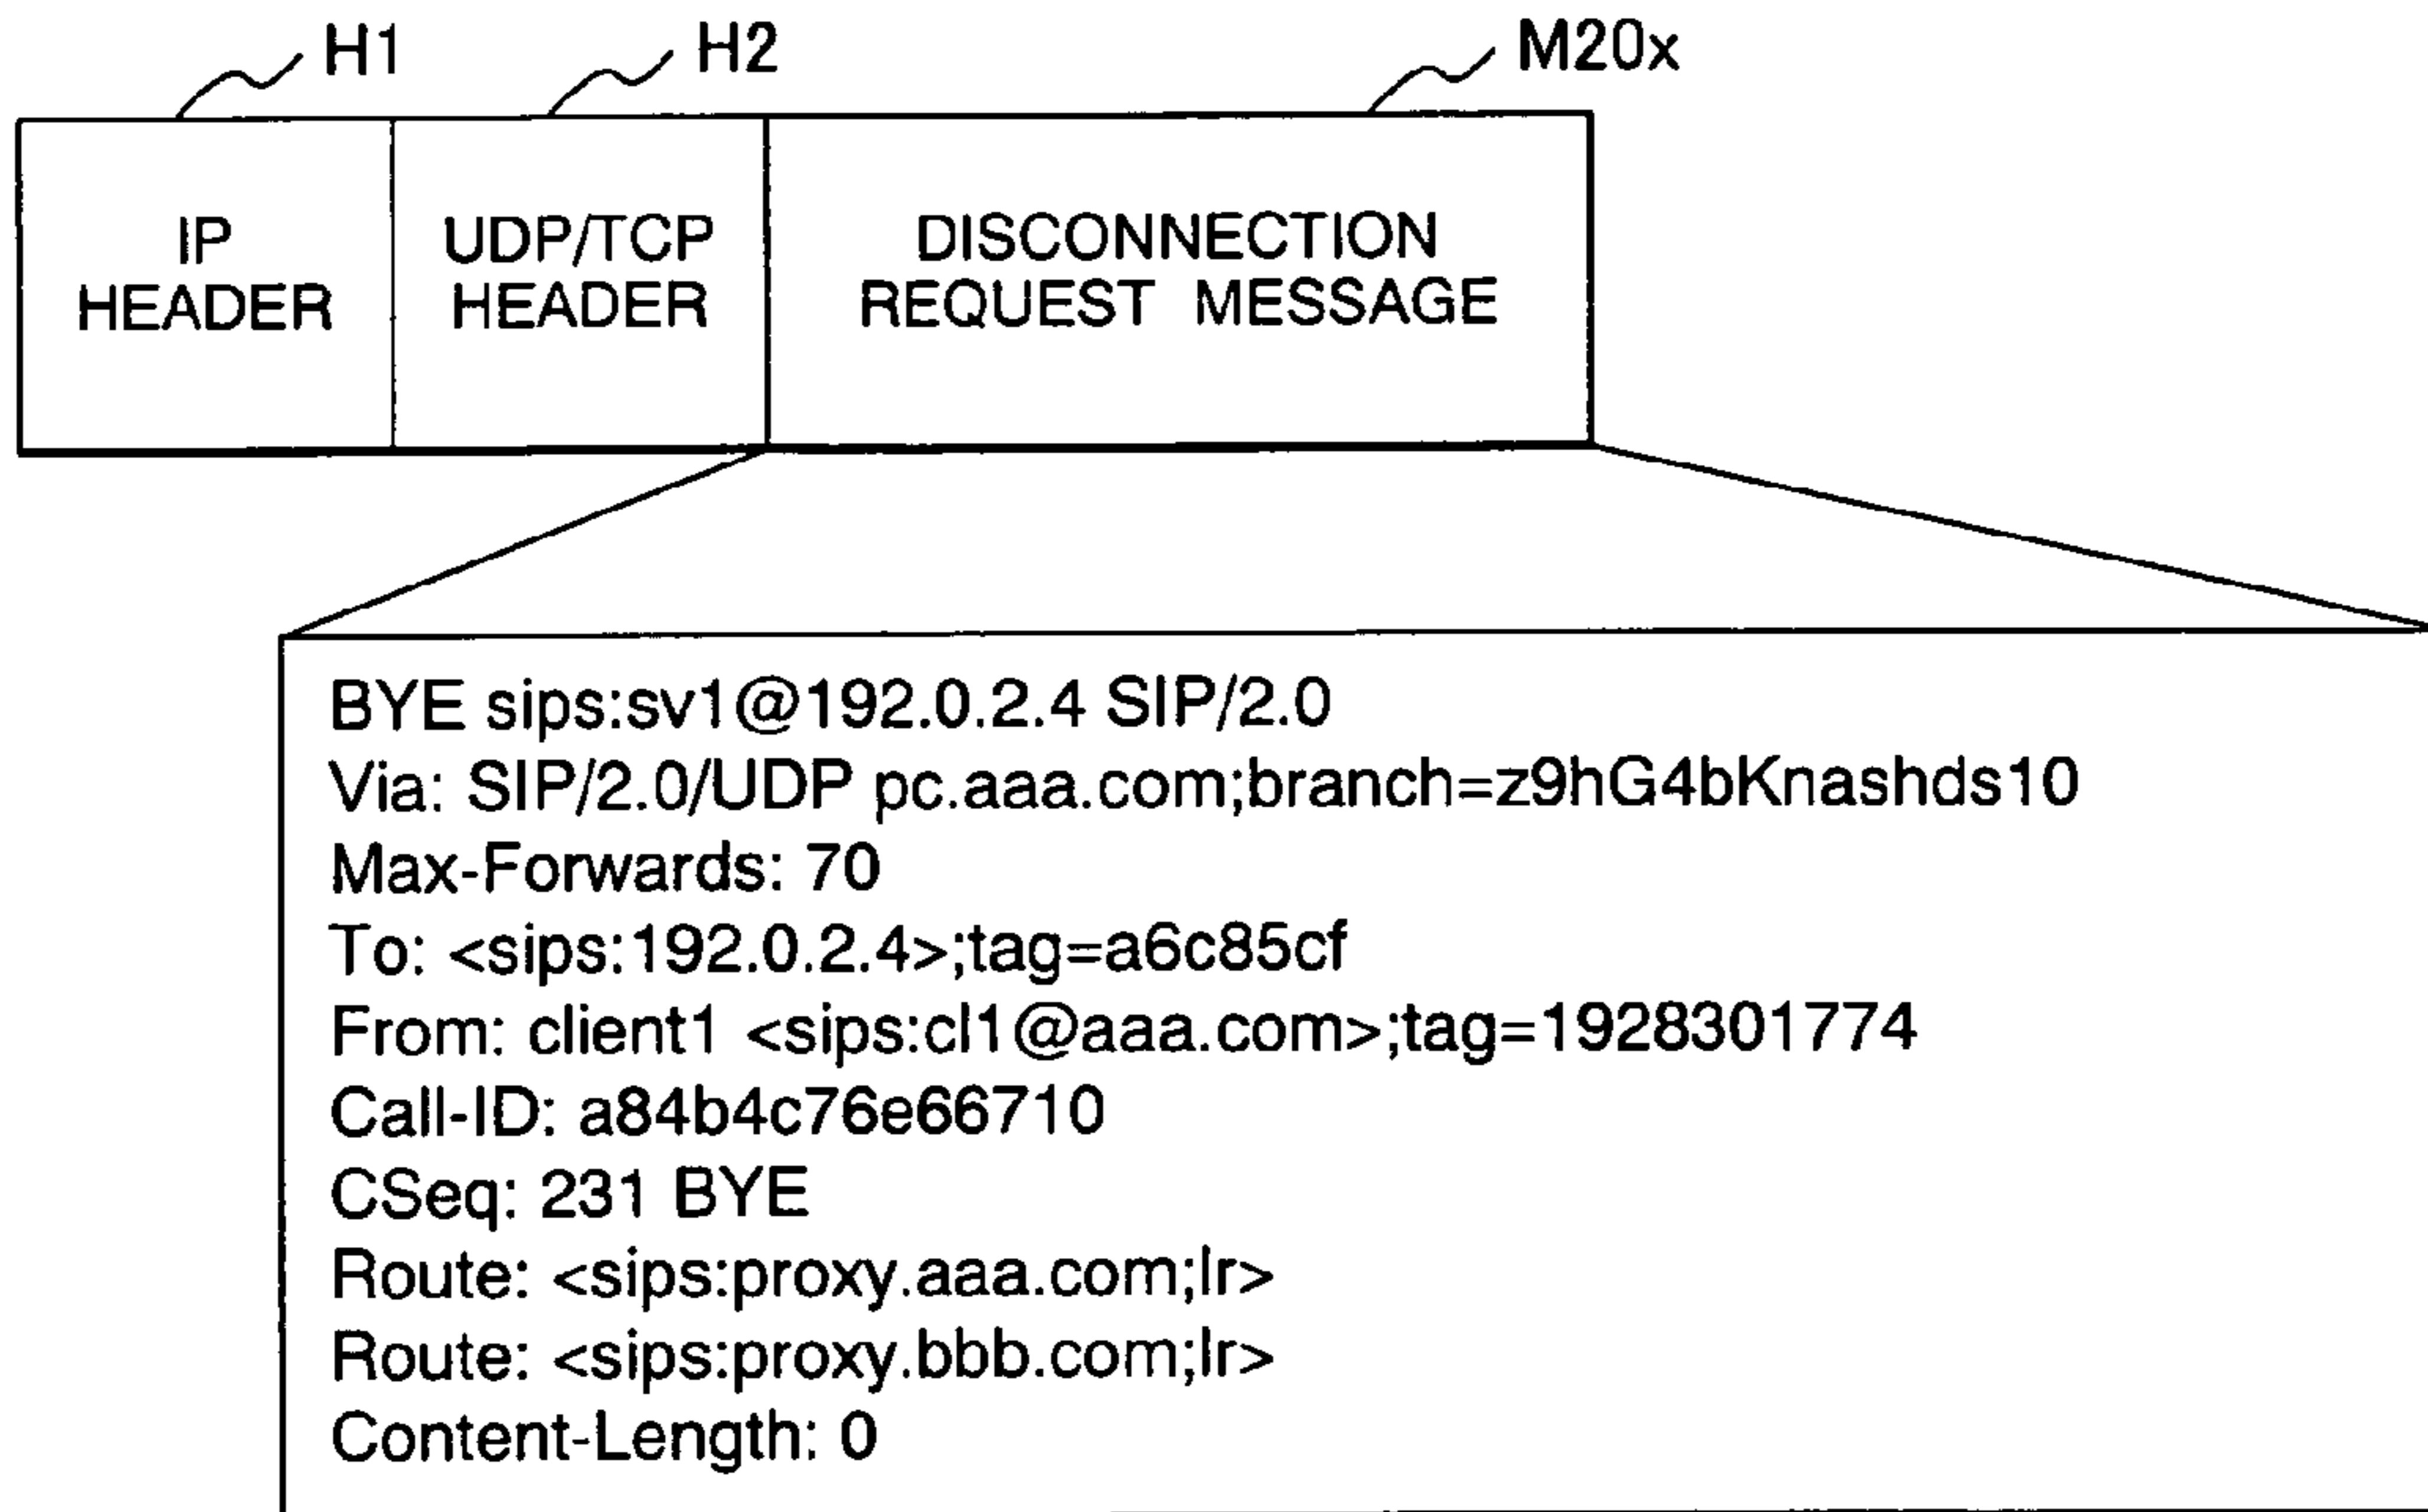 H1
H2
M20x
IP
HEADER
UDP/TCP
HEADER
DISCONNECTION
REQUEST MESSAGE
BYE sips:sv1@192.0.2.4 SIP/2.0
Via: SIP/2.0/UDP pc.aaa.com;branch=z9hG4bKnashds10
Max-Forwards: 70
To: <sips:192.0.2.4>;tag=a6c85cf
From: client1 <sips:cl1@aaa.com>;tag=1928301774
Call-ID: a84b4c76e66710
CSeq: 231 BYE
Route: <sips:proxy.aaa.com;lr>
Route: <sips:proxy.bbb.com;lr>
Content-Length: 0